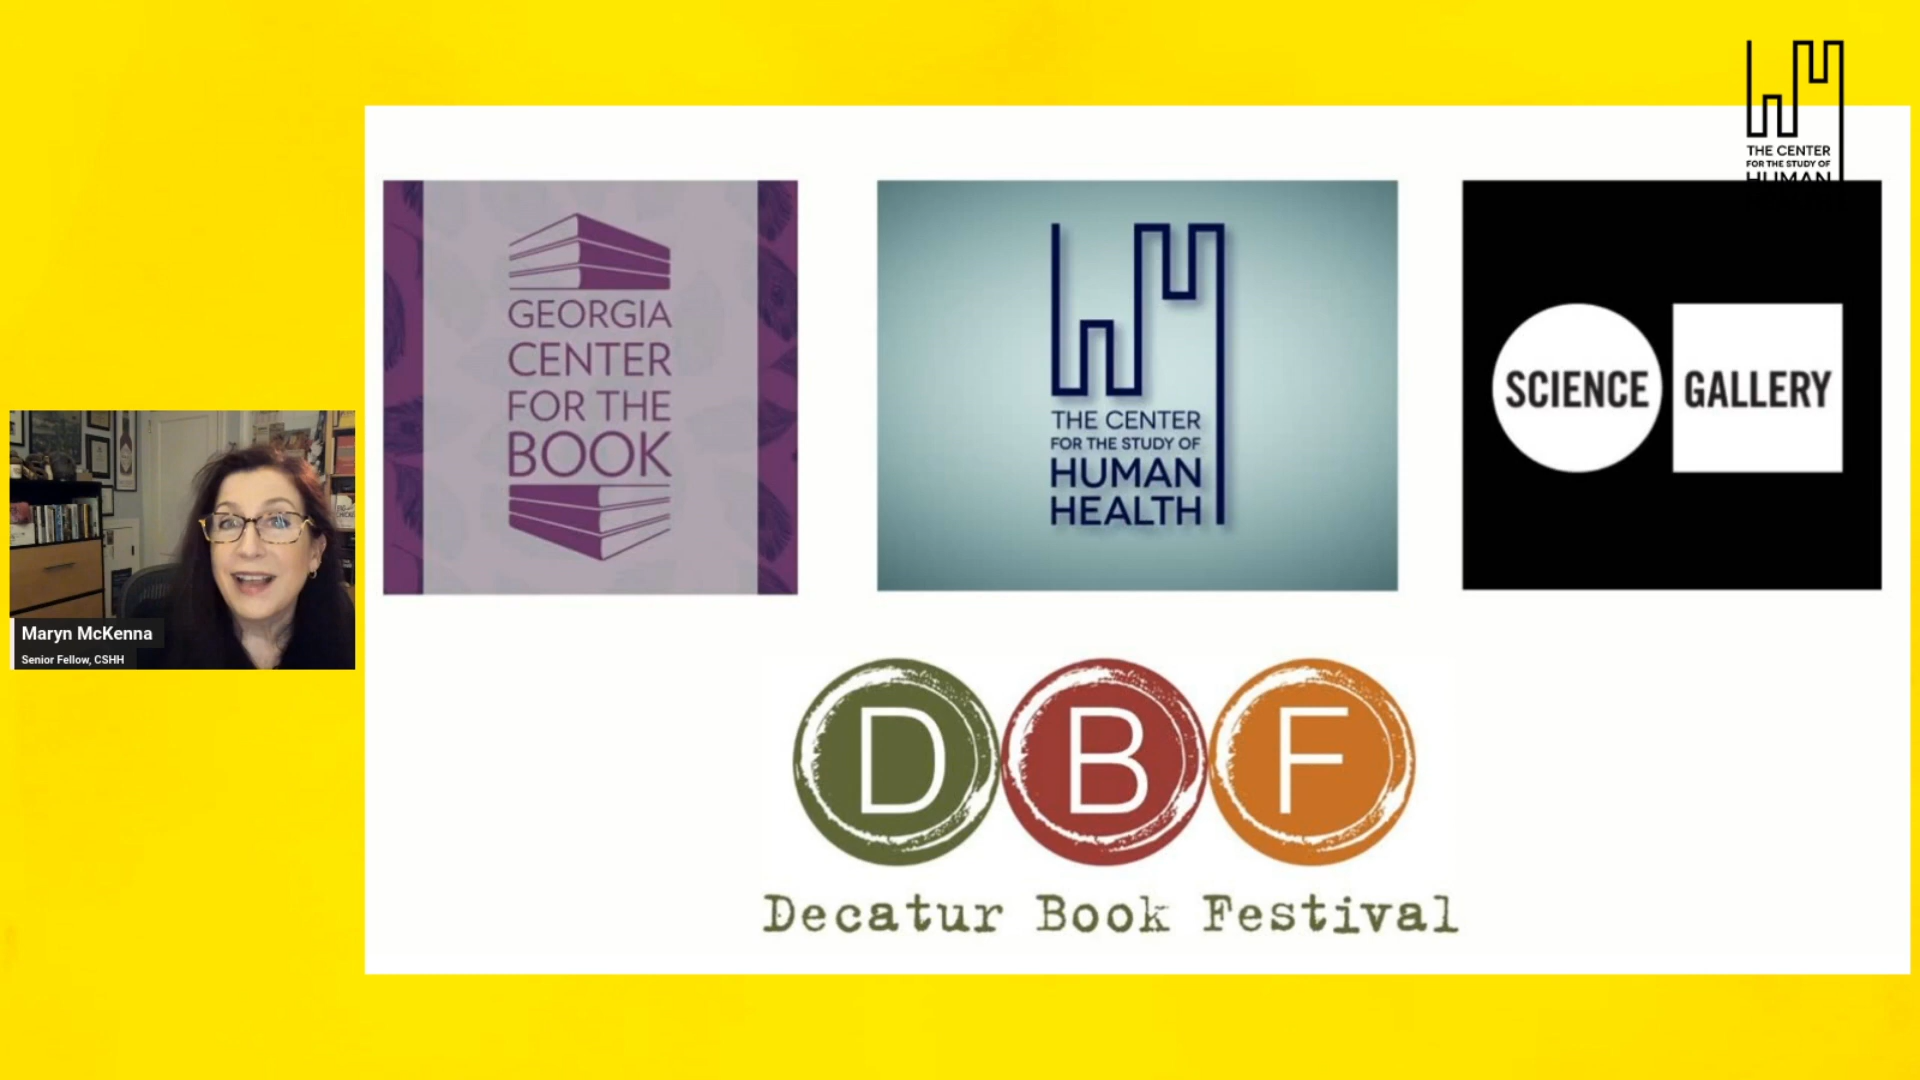 THE CENTER
FOR THE STUDY OF
HUMAN
GEORGIA
CENTER
FOR THE
BOOK
THE CENTER
FOR THE STUDY OF
HUMAN
HEALTH
SCIENCE GALLERY
Maryn McKenna
Senior Fellow, CSHH
D B F
Decatur Book Festival